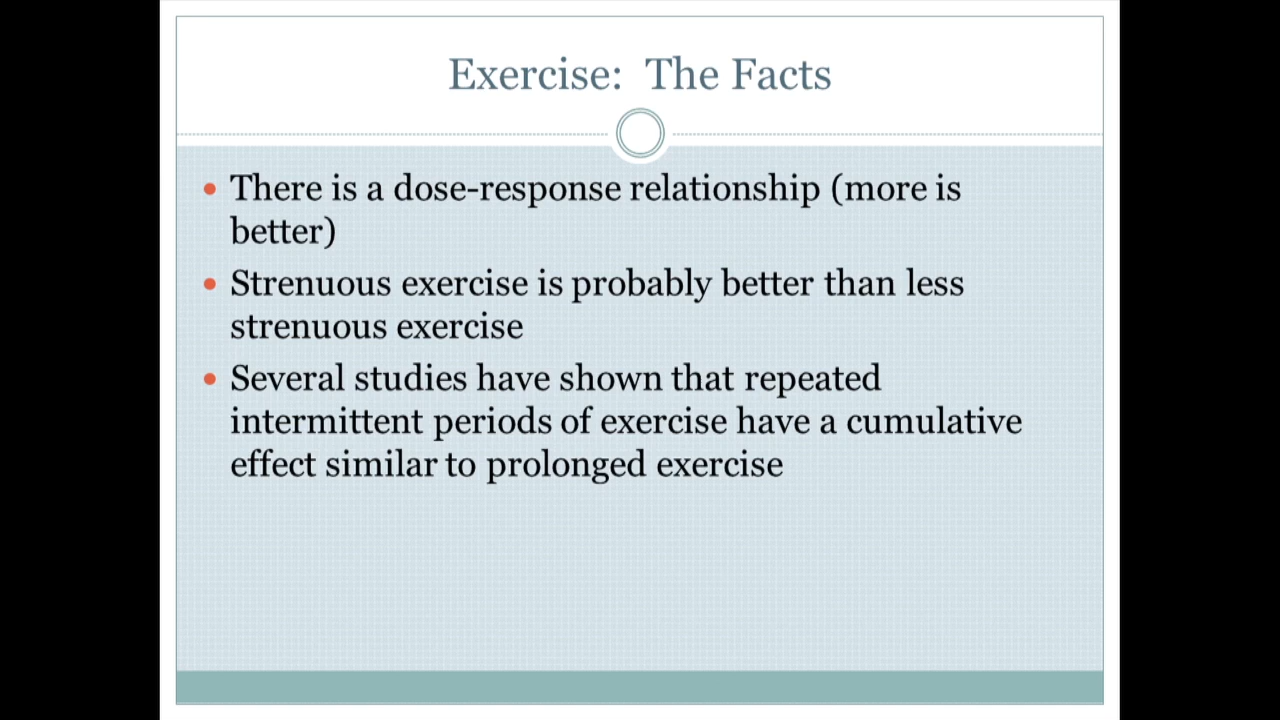 Exercise: The Facts
• There is a dose-response relationship (more is
better)
• Strenuous exercise is probably better than less
strenuous exercise
• Several studies have shown that repeated
intermittent periods of exercise have a cumulative
effect similar to prolonged exercise